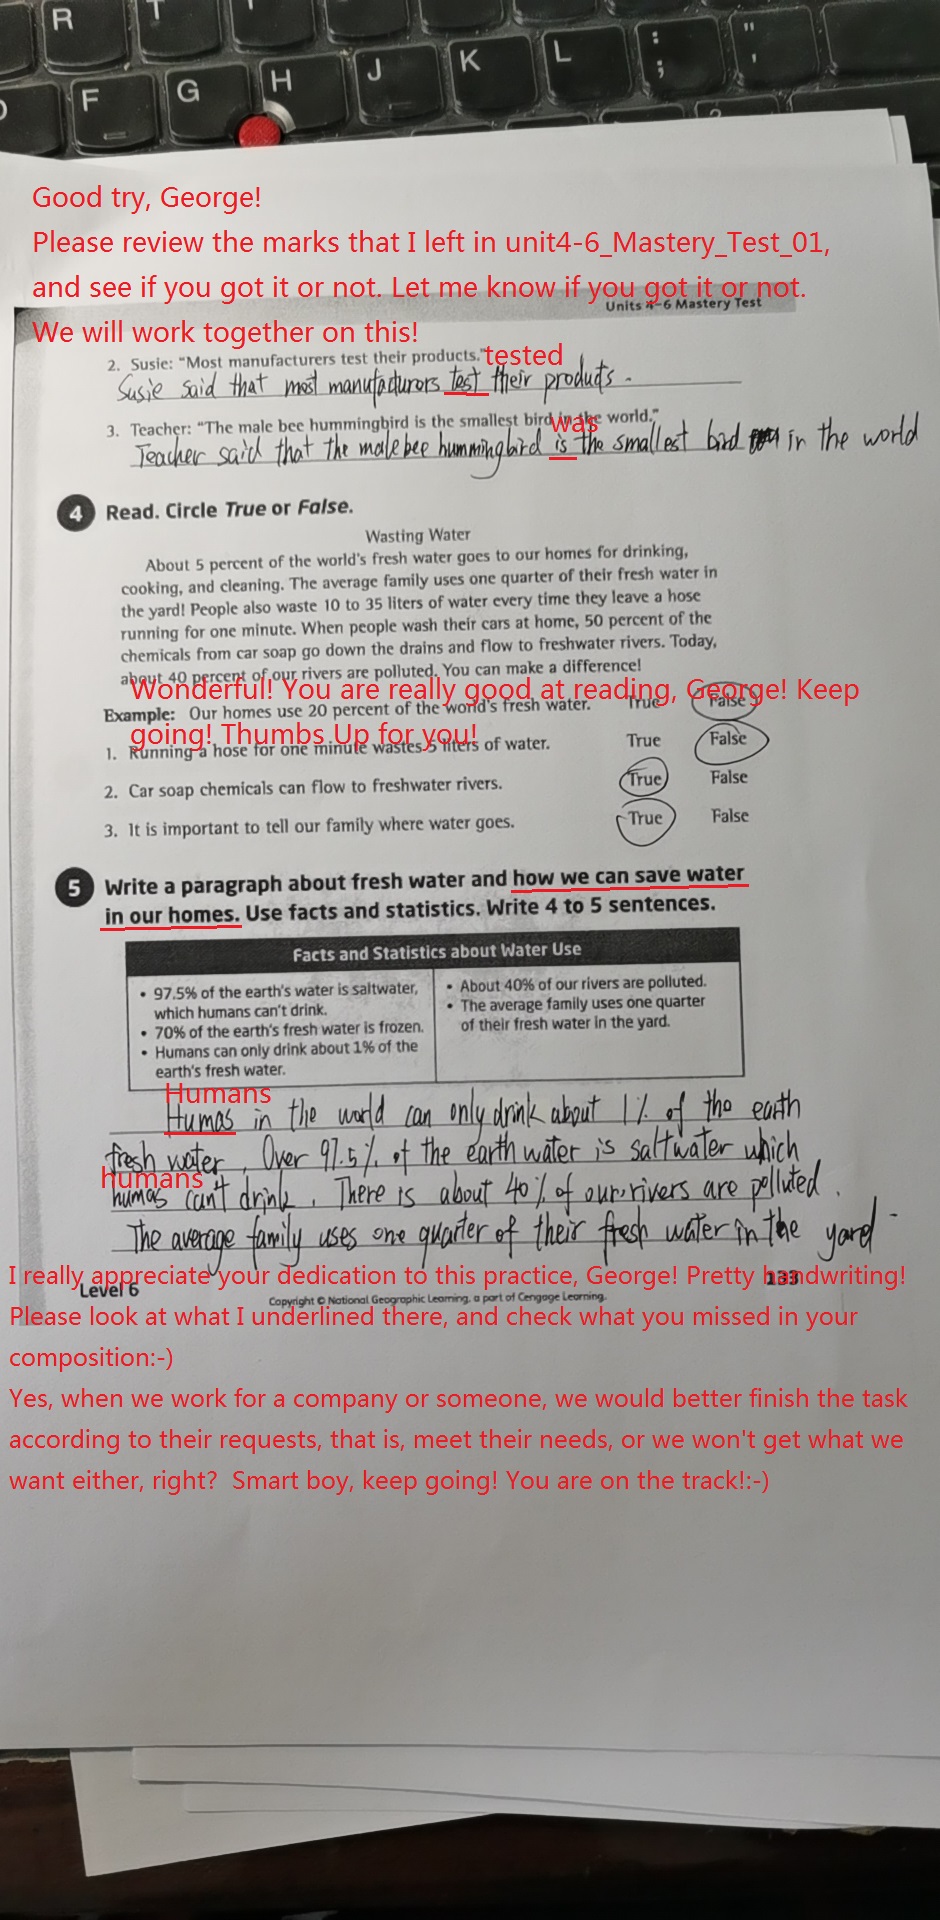 R T
F G H J K L : ; " '
Good try, George!
Please review the marks that I left in unit4-6_Mastery_Test_01,
and see if you got it or not. Let me know if you got it or not.
Units 4–6 Mastery Test
We will work together on this!
2. Susie: "Most manufacturers test their products."
tested
Susie said that most manufacturors test their products.
3. Teacher: "The male bee hummingbird is the smallest bird in the world."
was
Teacher said that the male bee hummingbird is the smallest bird in the world
4 Read. Circle True or False.
Wasting Water
About 5 percent of the world's fresh water goes to our homes for drinking,
cooking, and cleaning. The average family uses one quarter of their fresh water in
the yard! People also waste 10 to 35 liters of water every time they leave a hose
running for one minute. When people wash their cars at home, 50 percent of the
chemicals from car soap go down the drains and flow to freshwater rivers. Today,
about 40 percent of our rivers are polluted. You can make a difference!
Wonderful! You are really good at reading, George! Keep
going! Thumbs Up for you!
Example: Our homes use 20 percent of the world's fresh water. True False
1. Running a hose for one minute wastes 5 liters of water. True False
2. Car soap chemicals can flow to freshwater rivers. True False
3. It is important to tell our family where water goes. True False
5 Write a paragraph about fresh water and how we can save water
in our homes. Use facts and statistics. Write 4 to 5 sentences.
Facts and Statistics about Water Use
• 97.5% of the earth's water is saltwater,
which humans can't drink.
• 70% of the earth's fresh water is frozen.
• Humans can only drink about 1% of the
earth's fresh water.
• About 40% of our rivers are polluted.
• The average family uses one quarter
of their fresh water in the yard.
Humans
Humas in the world can only drink about 1% of the earth
fresh water, Over 97.5% of the earth water is saltwater which
humans
humas can't drink. There is about 40% of our rivers are polluted.
The average family uses one quarter of their fresh water in the yard.
I really appreciate your dedication to this practice, George! Pretty handwriting!
Level 6
133
Copyright © National Geographic Learning, a part of Cengage Learning.
Please look at what I underlined there, and check what you missed in your
composition:-)
Yes, when we work for a company or someone, we would better finish the task
according to their requests, that is, meet their needs, or we won't get what we
want either, right? Smart boy, keep going! You are on the track!:-)